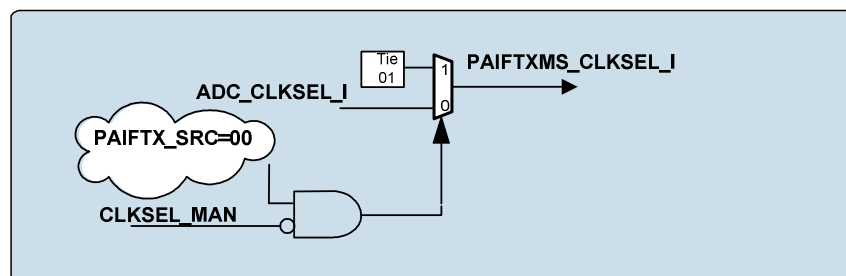 Tie
01
1
PAIFTXMS_CLKSEL_I
ADC_CLKSEL_I
0
PAIFTX_SRC=00
CLKSEL_MAN